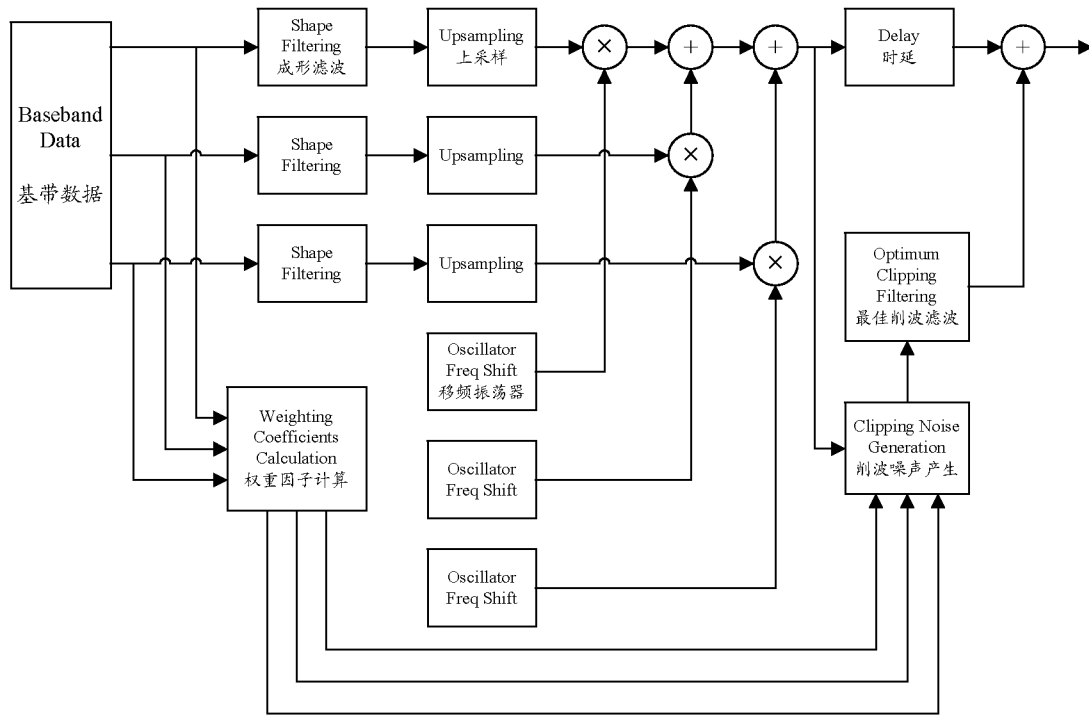 Baseband
Data
基带数据
Shape
Filtering
成形滤波
Upsampling
上采样
×
+
+
Delay
时延
+
Shape
Filtering
Upsampling
×
Shape
Filtering
Upsampling
×
Optimum
Clipping
Filtering
最佳削波滤波
Oscillator
Freq Shift
移频振荡器
Weighting
Coefficients
Calculation
权重因子计算
Clipping Noise
Generation
削波噪声产生
Oscillator
Freq Shift
Oscillator
Freq Shift